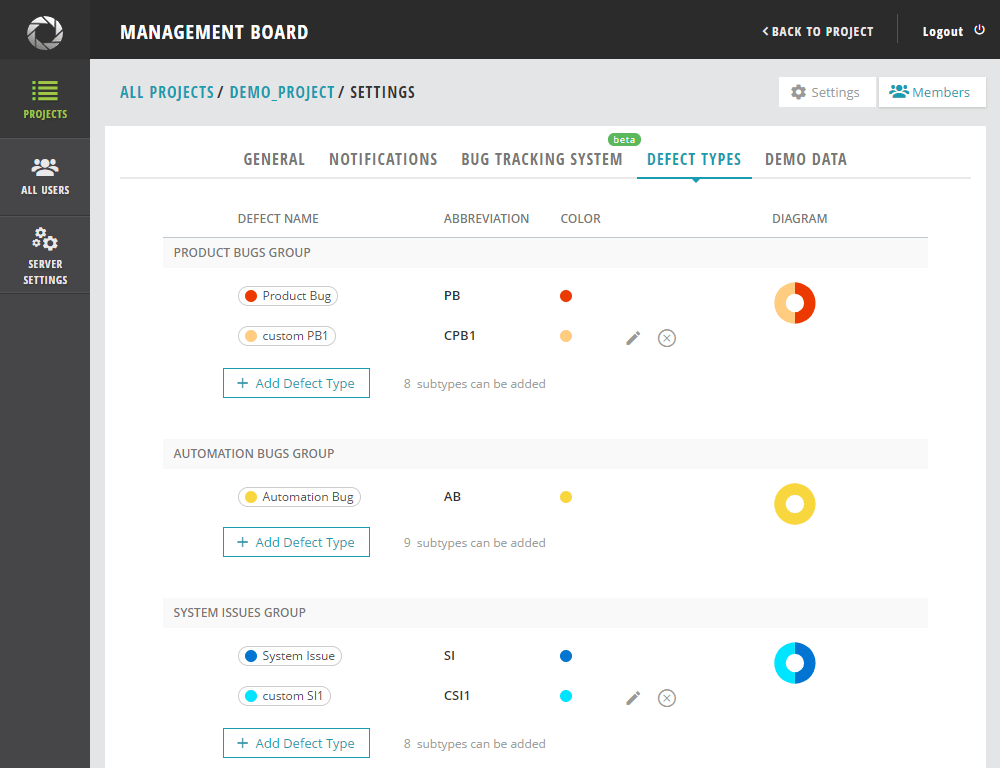 MANAGEMENT BOARD
BACK TO PROJECT
Logout
PROJECTS
ALL USERS
SERVER
SETTINGS
ALL PROJECTS / DEMO_PROJECT / SETTINGS
Settings
Members
beta
GENERAL NOTIFICATIONS BUG TRACKING SYSTEM DEFECT TYPES DEMO DATA
DEFECT NAME ABBREVIATION COLOR DIAGRAM
PRODUCT BUGS GROUP
Product Bug PB
custom PB1 CPB1
+ Add Defect Type 8 subtypes can be added
AUTOMATION BUGS GROUP
Automation Bug AB
+ Add Defect Type 9 subtypes can be added
SYSTEM ISSUES GROUP
System Issue SI
custom SI1 CSI1
+ Add Defect Type 8 subtypes can be added